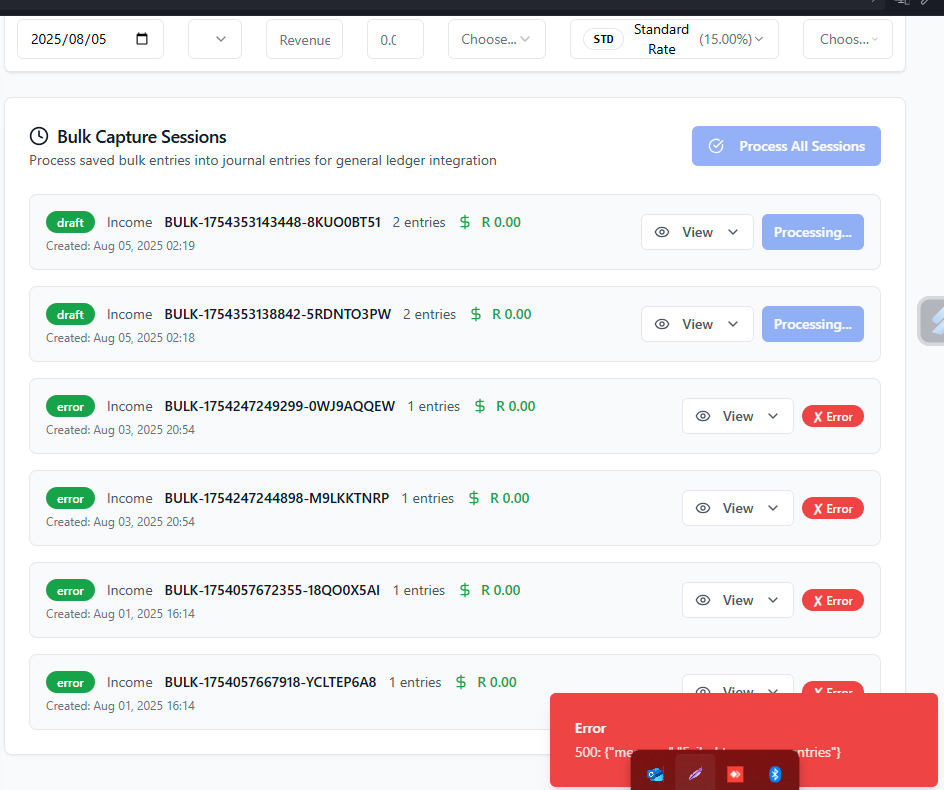 2025/08/05 Revenue 0.0 Choose... STD Standard Rate (15.00%) Choos...
Bulk Capture Sessions
Process saved bulk entries into journal entries for general ledger integration
Process All Sessions
draft Income BULK-1754353143448-8KUO0BT51 2 entries $ R 0.00
Created: Aug 05, 2025 02:19
View Processing...
draft Income BULK-1754353138842-5RDNTO3PW 2 entries $ R 0.00
Created: Aug 05, 2025 02:18
View Processing...
error Income BULK-1754247249299-0WJ9AQQEW 1 entries $ R 0.00
Created: Aug 03, 2025 20:54
View ✗ Error
error Income BULK-1754247244898-M9LKKTNRP 1 entries $ R 0.00
Created: Aug 03, 2025 20:54
View ✗ Error
error Income BULK-1754057672355-18QO0X5AI 1 entries $ R 0.00
Created: Aug 01, 2025 16:14
View ✗ Error
error Income BULK-1754057667918-YCLTEP6A8 1 entries $ R 0.00
Created: Aug 01, 2025 16:14
View ✗ Error
Error
500: {"me